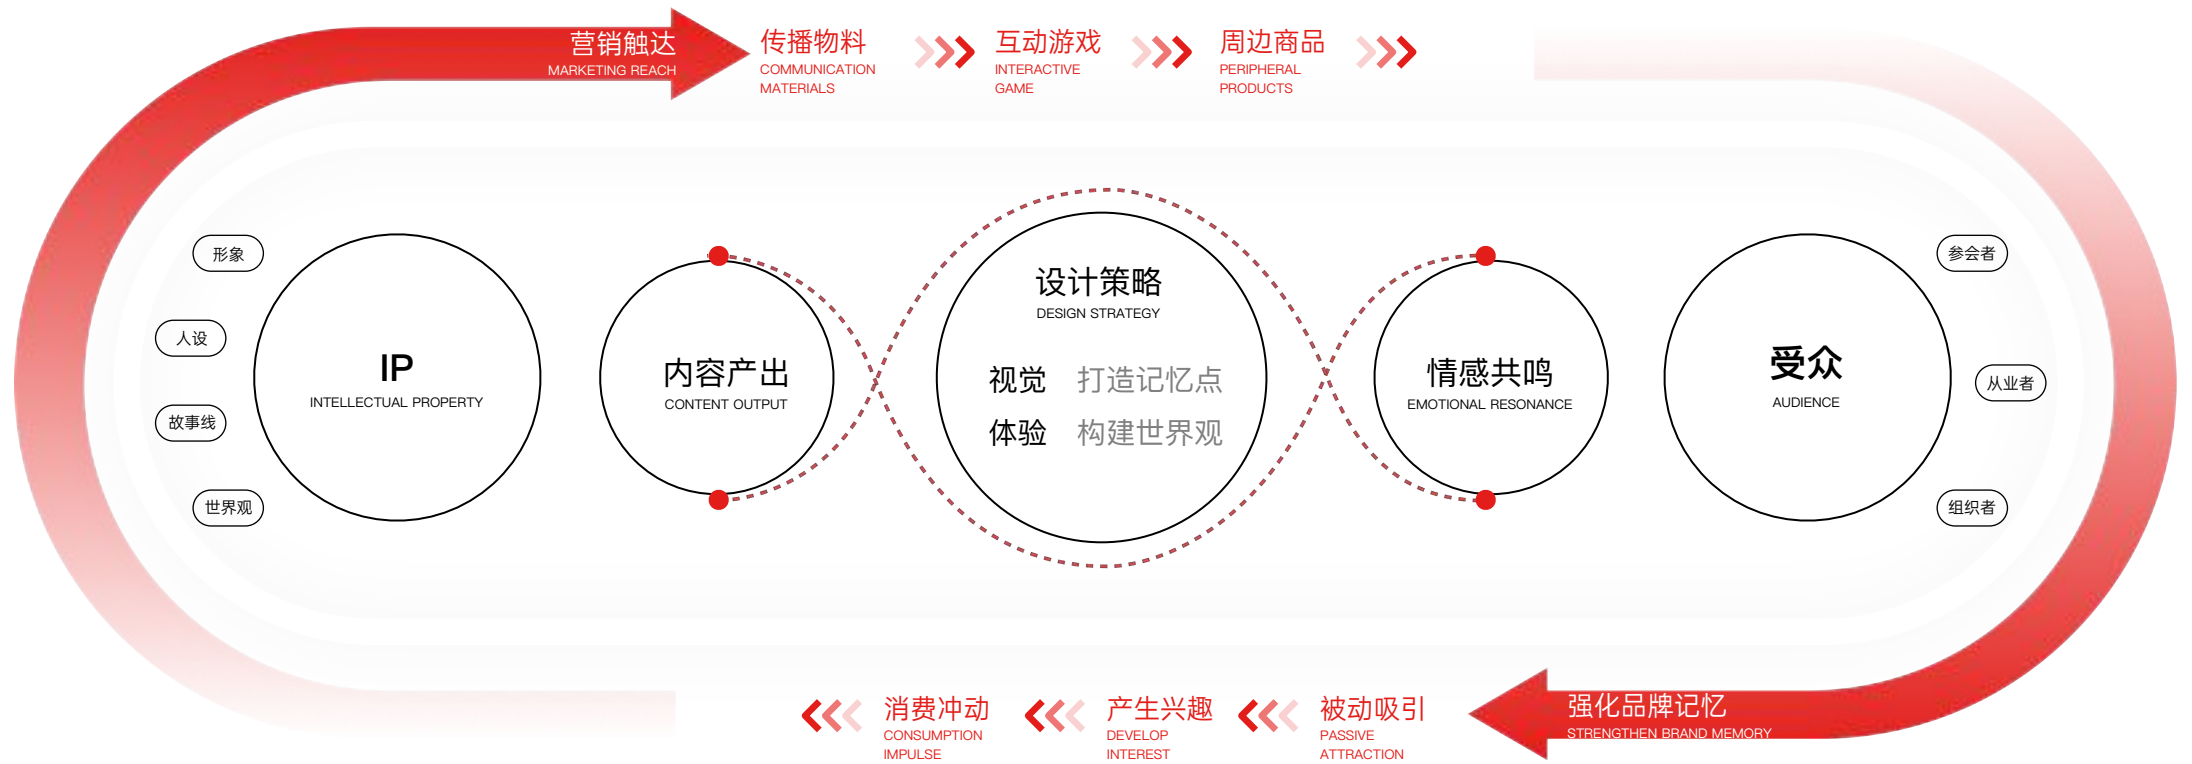 营销触达
MARKETING REACH
传播物料
COMMUNICATION
MATERIALS
互动游戏
INTERACTIVE
GAME
周边商品
PERIPHERAL
PRODUCTS
形象
人设
故事线
世界观
IP
INTELLECTUAL PROPERTY
内容产出
CONTENT OUTPUT
设计策略
DESIGN STRATEGY
视觉 打造记忆点
体验 构建世界观
情感共鸣
EMOTIONAL RESONANCE
受众
AUDIENCE
参会者
从业者
组织者
消费冲动
CONSUMPTION
IMPULSE
产生兴趣
DEVELOP
INTEREST
被动吸引
PASSIVE
ATTRACTION
强化品牌记忆
STRENGTHEN BRAND MEMORY